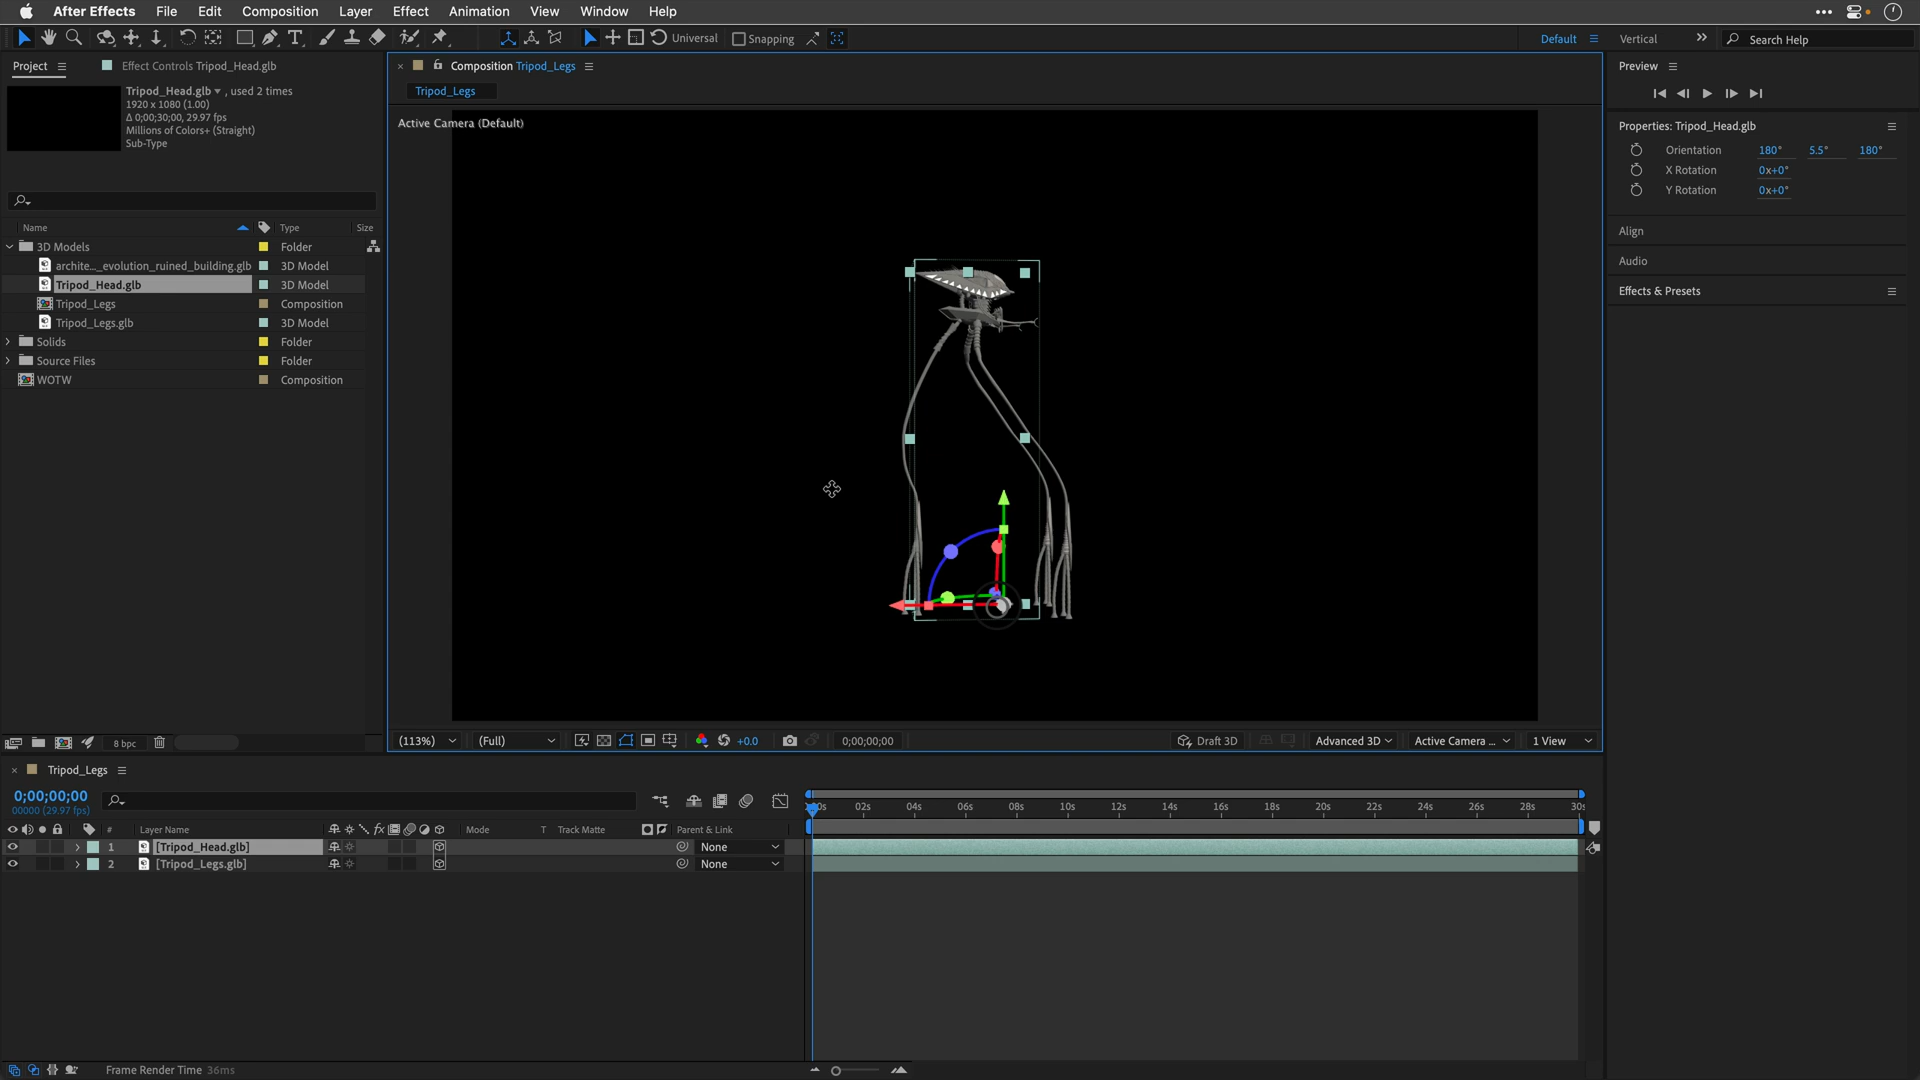 After Effects File Edit Composition Layer Effect Animation View Window Help
Universal Snapping Default Vertical Search Help
Project Effect Controls Tripod_Head.glb
Tripod_Head.glb , used 2 times
1920 x 1080 (1.00)
Δ 0;00;30;00, 29.97 fps
Millions of Colors+ (Straight)
Sub-Type
Name Type Size
3D Models Folder
archite..._evolution_ruined_building.glb 3D Model
Tripod_Head.glb 3D Model
Tripod_Legs Composition
Tripod_Legs.glb 3D Model
Solids Folder
Source Files Folder
WOTW Composition
8 bpc
Composition Tripod_Legs
Tripod_Legs
Active Camera (Default)
(113%) (Full) +0.0 0;00;00;00 Draft 3D Advanced 3D Active Camera ... 1 View
Preview
Properties: Tripod_Head.glb
Orientation 180° 5.5° 180°
X Rotation 0x+0°
Y Rotation 0x+0°
Align
Audio
Effects & Presets
Tripod_Legs
0;00;00;00
00000 (29.97 fps)
02s 04s 06s 08s 10s 12s 14s 16s 18s 20s 22s 24s 26s 28s
# Layer Name fx Mode T Track Matte Parent & Link
1 [Tripod_Head.glb] None
2 [Tripod_Legs.glb] None
Frame Render Time 36ms